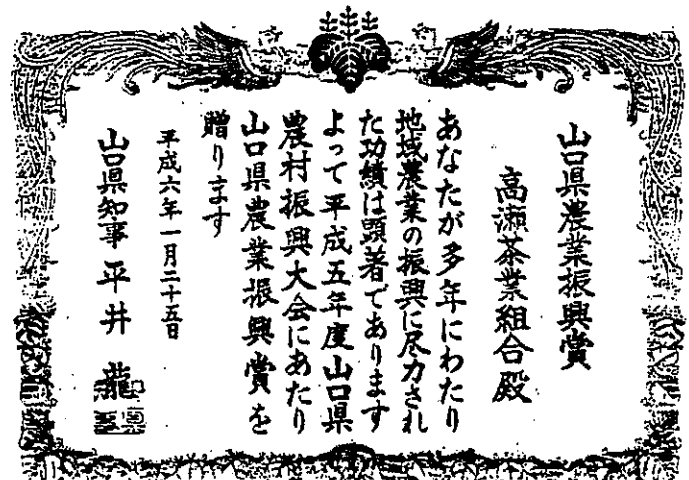 山口県農業振興賞
高瀬茶業組合殿
あなたが多年にわたり
地域農業の振興に尽力され
た功績は顕著であります
よって平成五年度山口県
農村振興大会にあたり
山口県農業振興賞を
贈ります
平成六年一月二十五日
山口県知事 平井 龍